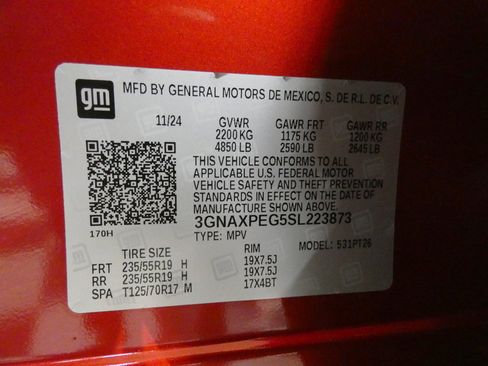 gm
MFD BY GENERAL MOTORS DE MEXICO, S. DE R.L. DE C.V.
11/24 GVWR GAWR FRT GAWR RR
2200 KG 1175 KG 1200 KG
4850 LB 2590 LB 2645 LB
THIS VEHICLE CONFORMS TO ALL
APPLICABLE U.S. FEDERAL MOTOR
VEHICLE SAFETY AND THEFT PREVENTION
STANDARDS IN EFFECT ON THE DATE OF
MANUFACTURE SHOWN ABOVE.
3GNAXPEG5SL223873
170H TYPE: MPV MODEL: 531PT26
TIRE SIZE RIM
FRT 235/55R19 H 19X7.5J
RR 235/55R19 H 19X7.5J
SPA T125/70R17 M 17X4BT